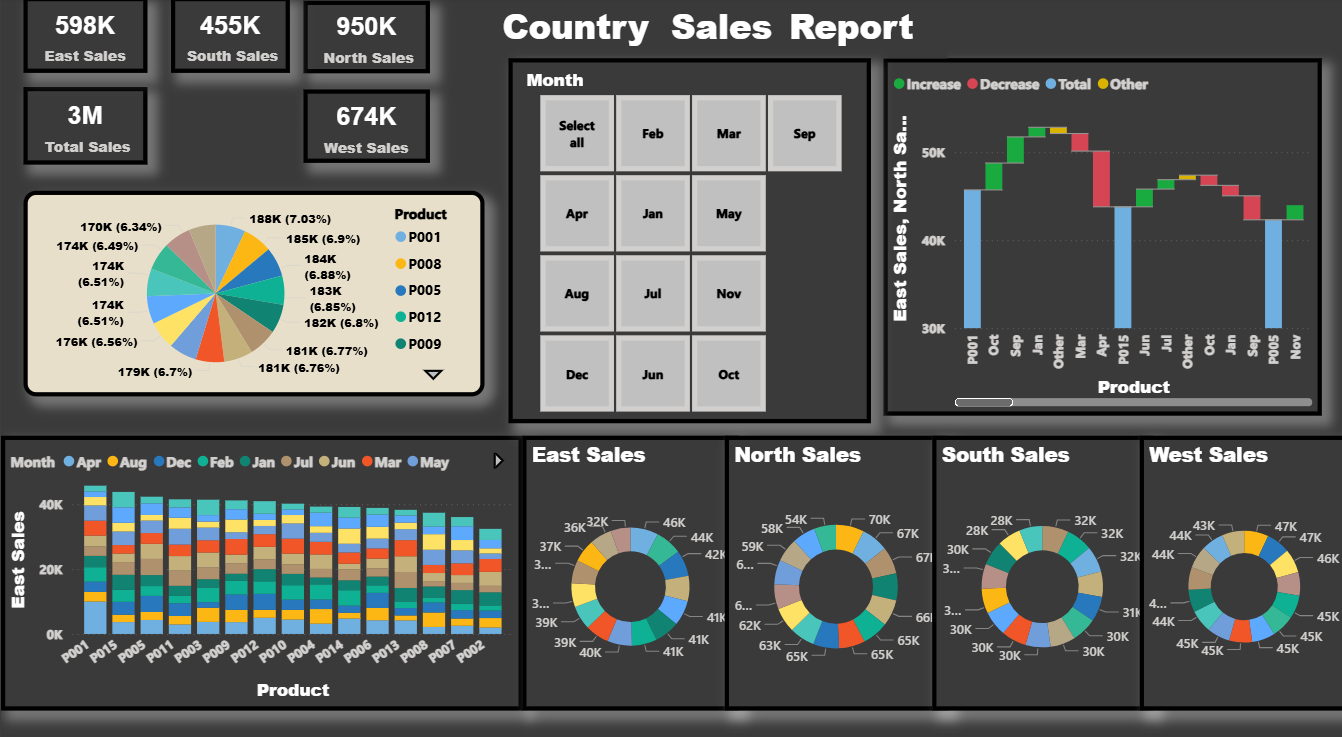 598K
East Sales
455K
South Sales
950K
North Sales
3M
Total Sales
674K
West Sales
Country Sales Report
Month
Select all
Feb
Mar
Sep
Apr
Jan
May
Aug
Jul
Nov
Dec
Jun
Oct
Increase
Decrease
Total
Other
East Sales, North Sa...
50K
40K
30K
P001
Oct
Sep
Jan
Other
Mar
Apr
P015
Jun
Jul
Other
Oct
Jan
Sep
P005
Nov
Product
188K (7.03%)
185K (6.9%)
184K
(6.88%)
183K
(6.85%)
182K (6.8%)
181K (6.77%)
181K (6.76%)
179K (6.7%)
176K (6.56%)
174K
(6.51%)
174K
(6.51%)
174K (6.49%)
170K (6.34%)
Product
P001
P008
P005
P012
P009
Month
Apr
Aug
Dec
Feb
Jan
Jul
Jun
Mar
May
East Sales
40K
20K
0K
P001
P015
P005
P011
P003
P009
P012
P010
P004
P014
P006
P013
P008
P007
P002
Product
East Sales
46K
44K
42K
41K
41K
41K
40K
39K
39K
3...
3...
37K
36K
32K
North Sales
70K
67K
67K
66K
65K
65K
65K
63K
62K
6...
6...
59K
58K
54K
South Sales
32K
32K
32K
31K
30K
30K
30K
30K
30K
3...
3...
30K
28K
28K
West Sales
47K
47K
46K
45K
45K
45K
45K
45K
44K
4...
44K
44K
43K